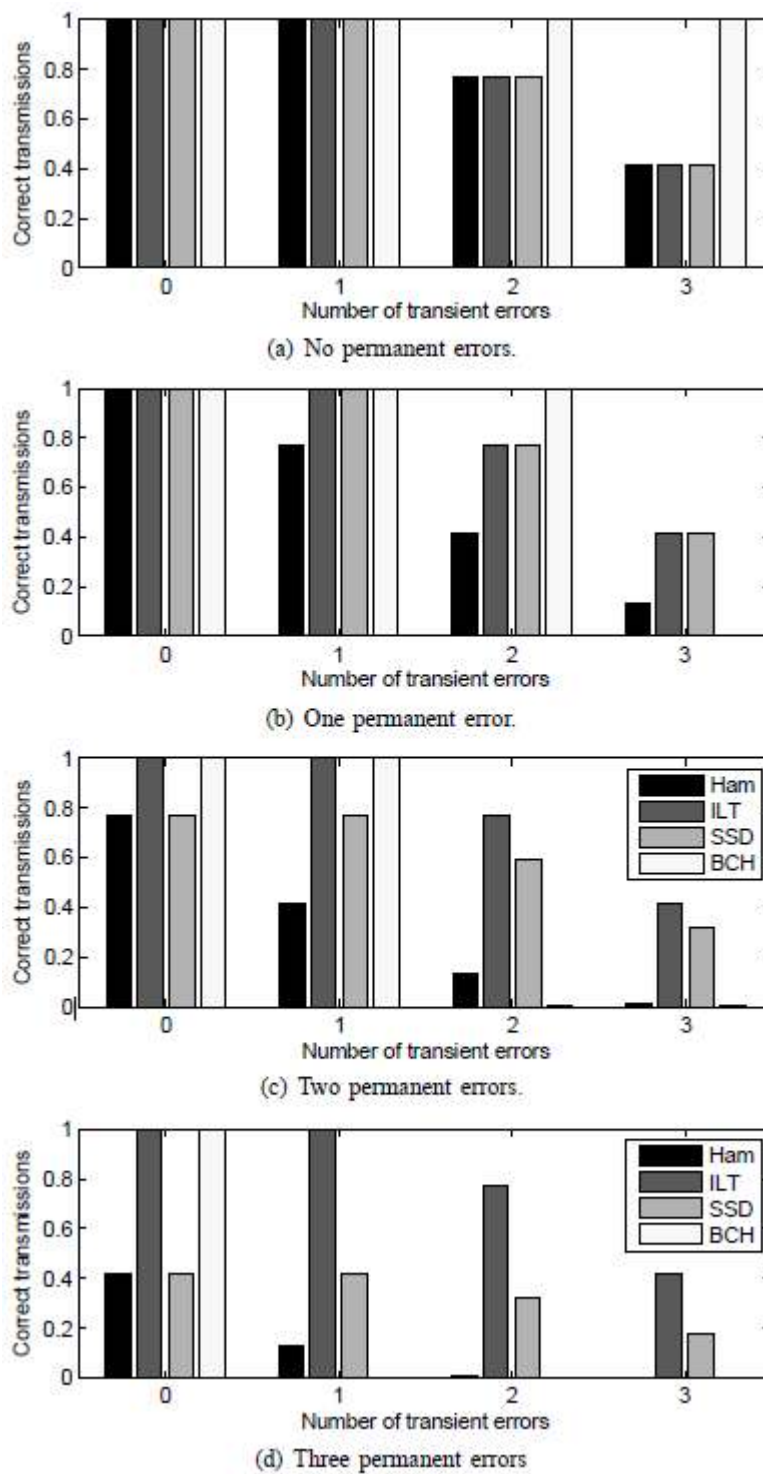 1
0.8
0.6
0.4
0.2
0
Correct transmissions
0 1 2 3
Number of transient errors
(a) No permanent errors.
1
0.8
0.6
0.4
0.2
0
Correct transmissions
0 1 2 3
Number of transient errors
(b) One permanent error.
1
0.8
0.6
0.4
0.2
0
Correct transmissions
Ham
ILT
SSD
BCH
0 1 2 3
Number of transient errors
(c) Two permanent errors.
1
0.8
0.6
0.4
0.2
0
Correct transmissions
Ham
ILT
SSD
BCH
0 1 2 3
Number of transient errors
(d) Three permanent errors